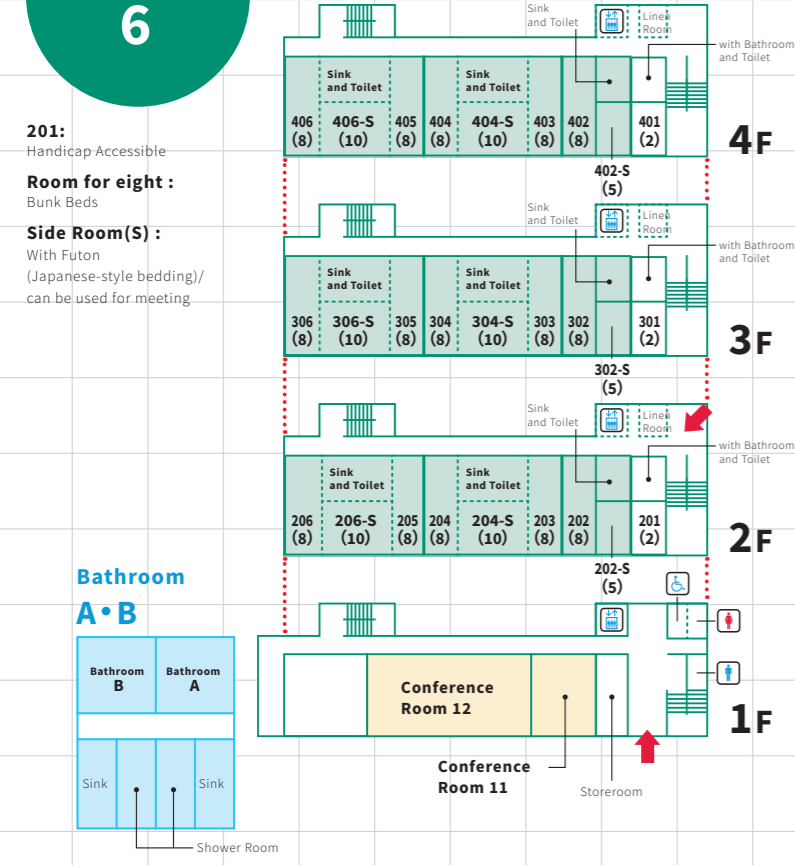 6
201:
Handicap Accessible
Room for eight :
Bunk Beds
Side Room(S) :
With Futon
(Japanese-style bedding)/
can be used for meeting
Sink
and Toilet
Linen
Room
with Bathroom
and Toilet
Sink
and Toilet
Sink
and Toilet
406
(8)
406-S
(10)
405
(8)
404
(8)
404-S
(10)
403
(8)
402
(8)
401
(2)
402-S
(5)
4F
Sink
and Toilet
Linen
Room
with Bathroom
and Toilet
Sink
and Toilet
Sink
and Toilet
306
(8)
306-S
(10)
305
(8)
304
(8)
304-S
(10)
303
(8)
302
(8)
301
(2)
302-S
(5)
3F
Sink
and Toilet
Linen
Room
with Bathroom
and Toilet
Sink
and Toilet
Sink
and Toilet
206
(8)
206-S
(10)
205
(8)
204
(8)
204-S
(10)
203
(8)
202
(8)
201
(2)
202-S
(5)
2F
Conference
Room 12
Conference
Room 11
Storeroom
1F
Bathroom
A•B
Bathroom
B
Bathroom
A
Sink
Sink
Shower Room